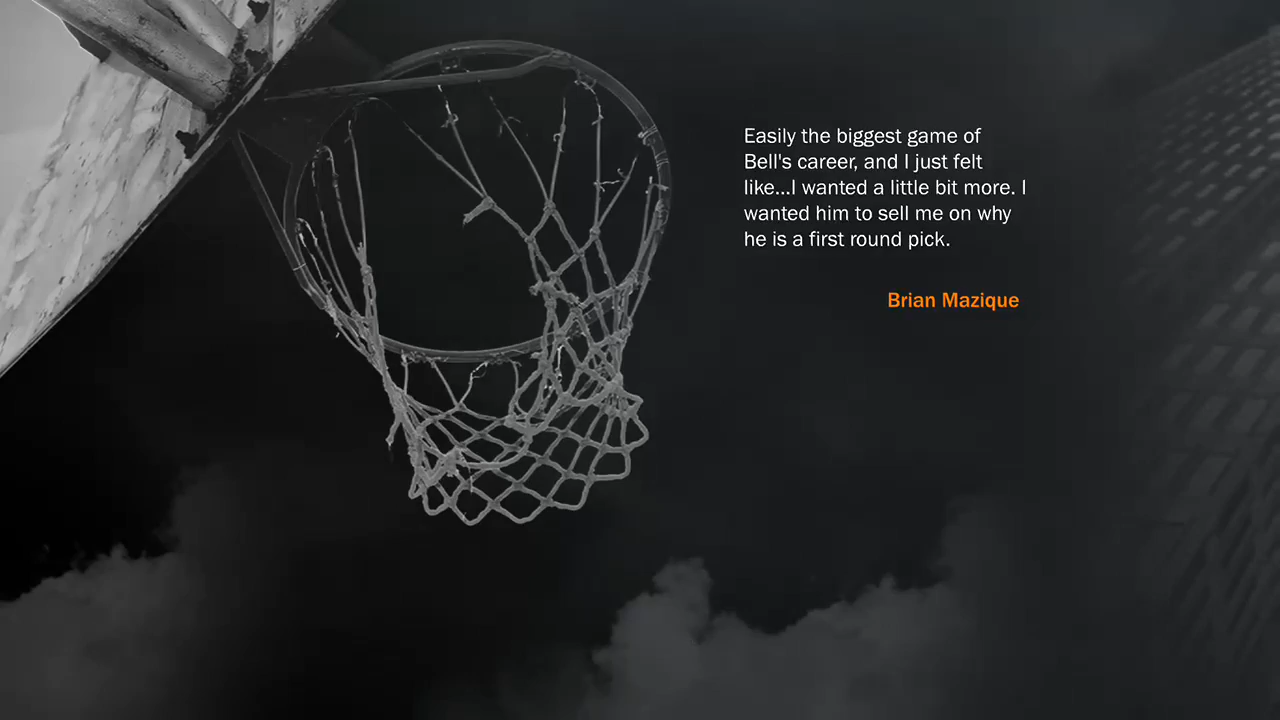 Easily the biggest game of
Bell's career, and I just felt
like...I wanted a little bit more. I
wanted him to sell me on why
he is a first round pick.
Brian Mazique